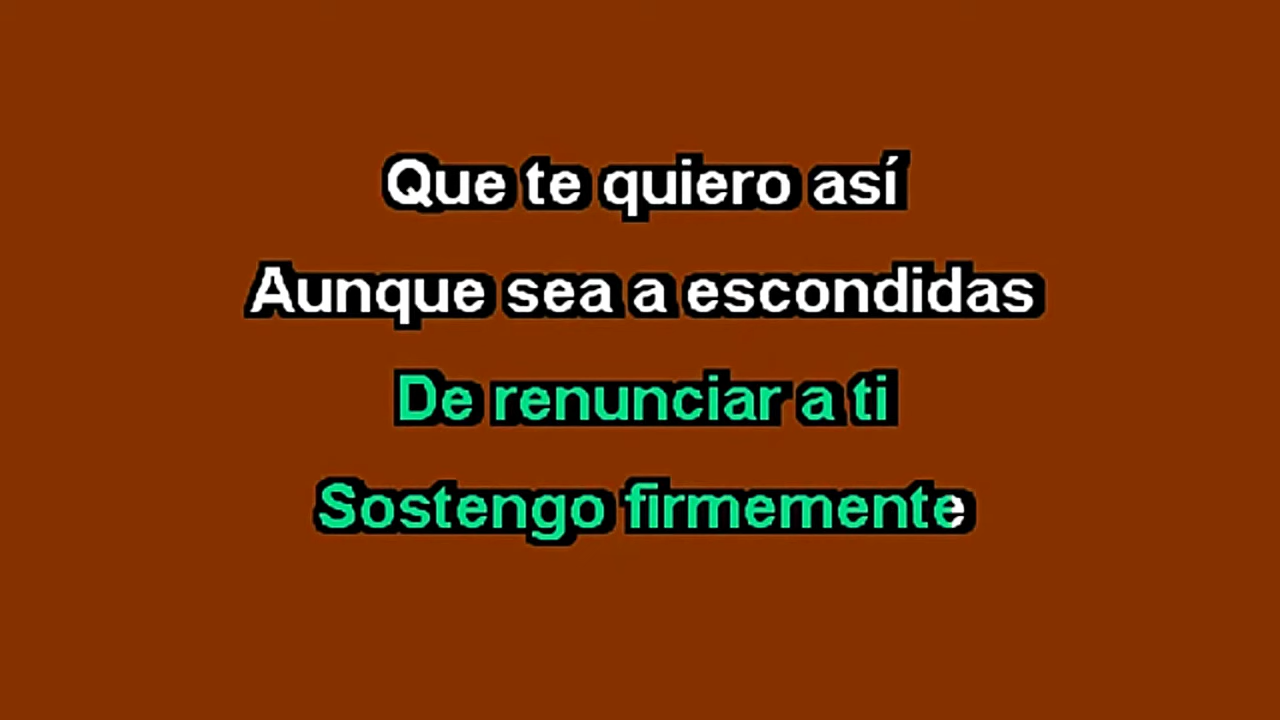 Que te quiero así
Aunque sea a escondidas
De renunciar a ti
Sostengo firmemente